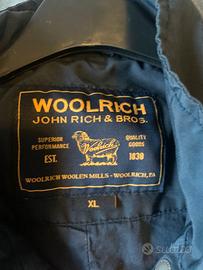 WOOLRICH
JOHN RICH & BROS.
SUPERIOR PERFORMANCE
QUALITY GOODS
Woolrich
EST.
1830
WOOLRICH WOOLEN MILLS - WOOLRICH, PA
XL
subito